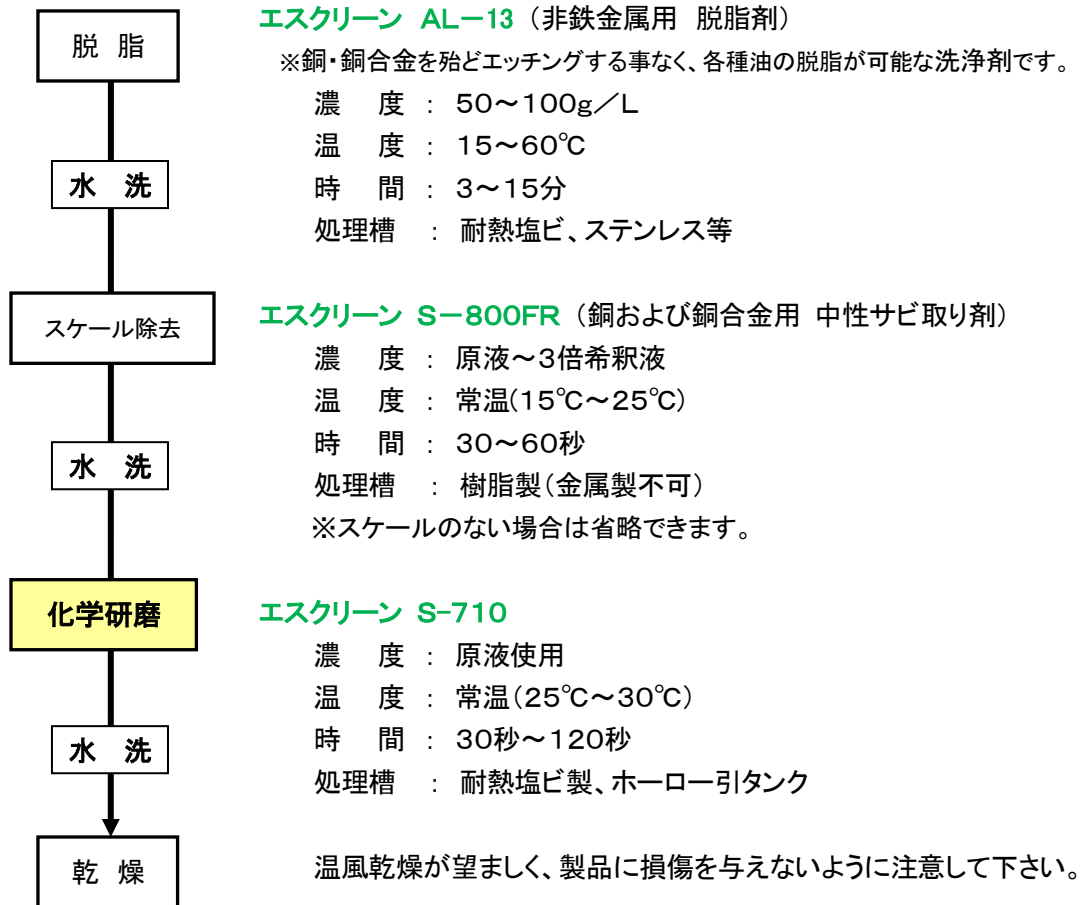 脱 脂
エスクリーン AL－13 （非鉄金属用 脱脂剤）
※銅・銅合金を殆どエッチングする事なく、各種油の脱脂が可能な洗浄剤です。
濃 度 ： 50～100g／L
温 度 ： 15～60℃
時 間 ： 3～15分
処理槽 ： 耐熱塩ビ、ステンレス等
水 洗
スケール除去
エスクリーン S－800FR （銅および銅合金用 中性サビ取り剤）
濃 度 ： 原液～3倍希釈液
温 度 ： 常温(15℃～25℃)
時 間 ： 30～60秒
処理槽 ： 樹脂製（金属製不可）
※スケールのない場合は省略できます。
水 洗
化学研磨
エスクリーン S-710
濃 度 ： 原液使用
温 度 ： 常温（25℃～30℃）
時 間 ： 30秒～120秒
処理槽 ： 耐熱塩ビ製、ホーロー引タンク
水 洗
乾 燥
温風乾燥が望ましく、製品に損傷を与えないように注意して下さい。